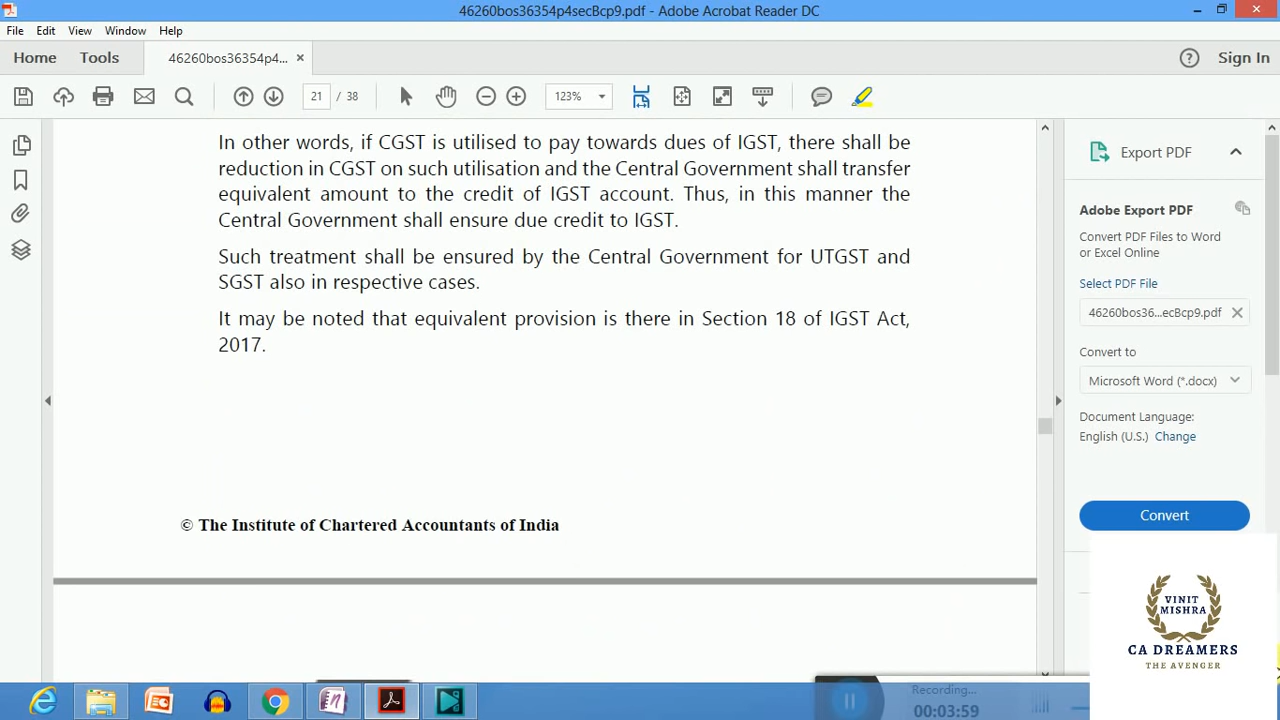 46260bos36354p4secBcp9.pdf - Adobe Acrobat Reader DC
File Edit View Window Help
Home Tools 46260bos36354p4... × Sign In
21 / 38 123%
In other words, if CGST is utilised to pay towards dues of IGST, there shall be
reduction in CGST on such utilisation and the Central Government shall transfer
equivalent amount to the credit of IGST account. Thus, in this manner the
Central Government shall ensure due credit to IGST.
Such treatment shall be ensured by the Central Government for UTGST and
SGST also in respective cases.
It may be noted that equivalent provision is there in Section 18 of IGST Act,
2017.
© The Institute of Chartered Accountants of India
Export PDF
Adobe Export PDF
Convert PDF Files to Word
or Excel Online
Select PDF File
46260bos36...ecBcp9.pdf ×
Convert to
Microsoft Word (*.docx)
Document Language:
English (U.S.) Change
Convert
VINIT
MISHRA
CA DREAMERS
THE AVENGER
Recording...
00:03:59